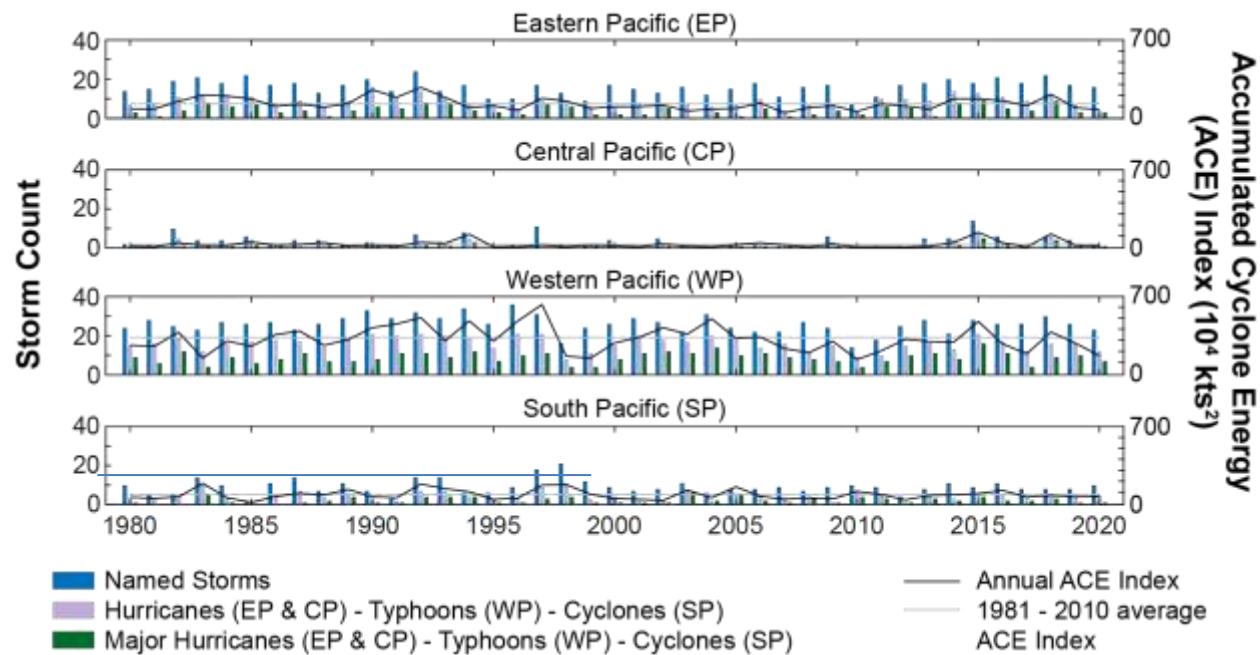 Eastern Pacific (EP)
40
20
0
700
0
Central Pacific (CP)
40
20
0
700
0
Western Pacific (WP)
40
20
0
700
0
South Pacific (SP)
40
20
0
700
0
1980 1985 1990 1995 2000 2005 2010 2015 2020
Storm Count
Accumulated Cyclone Energy
(ACE) Index (10⁴ kts²)
Named Storms
Hurricanes (EP & CP) - Typhoons (WP) - Cyclones (SP)
Major Hurricanes (EP & CP) - Typhoons (WP) - Cyclones (SP)
Annual ACE Index
1981 - 2010 average
ACE Index